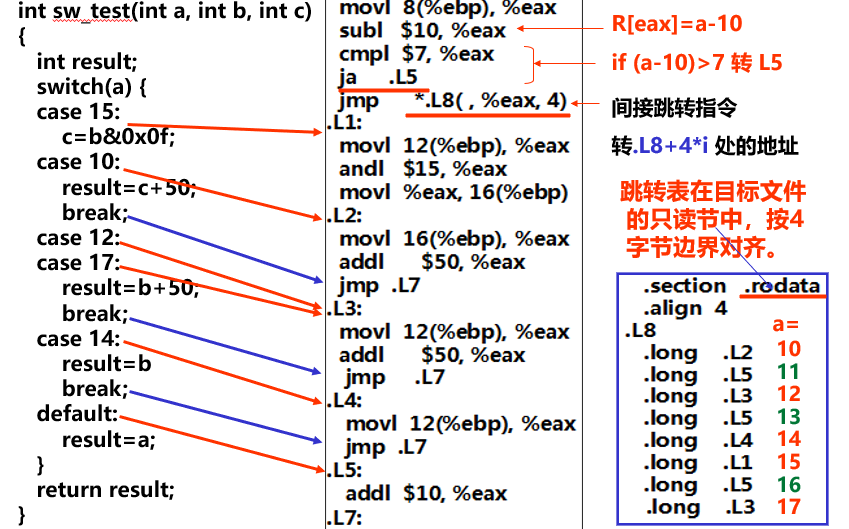 int sw_test(int a, int b, int c)
{
int result;
switch(a) {
case 15:
c=b&0x0f;
case 10:
result=c+50;
break;
case 12:
case 17:
result=b+50;
break;
case 14:
result=b
break;
default:
result=a;
}
return result;
}
movl 8(%ebp), %eax
subl $10, %eax
cmpl $7, %eax
ja .L5
jmp *.L8( , %eax, 4)
.L1:
movl 12(%ebp), %eax
andl $15, %eax
movl %eax, 16(%ebp)
.L2:
movl 16(%ebp), %eax
addl $50, %eax
jmp .L7
.L3:
movl 12(%ebp), %eax
addl $50, %eax
jmp .L7
.L4:
movl 12(%ebp), %eax
jmp .L7
.L5:
addl $10, %eax
.L7:
R[eax]=a-10
if (a-10)>7 转 L5
间接跳转指令
转.L8+4*i 处的地址
跳转表在目标文件
的只读节中，按4
字节边界对齐。
.section .rodata
.align 4
.L8 a=
.long .L2 10
.long .L5 11
.long .L3 12
.long .L5 13
.long .L4 14
.long .L1 15
.long .L5 16
.long .L3 17